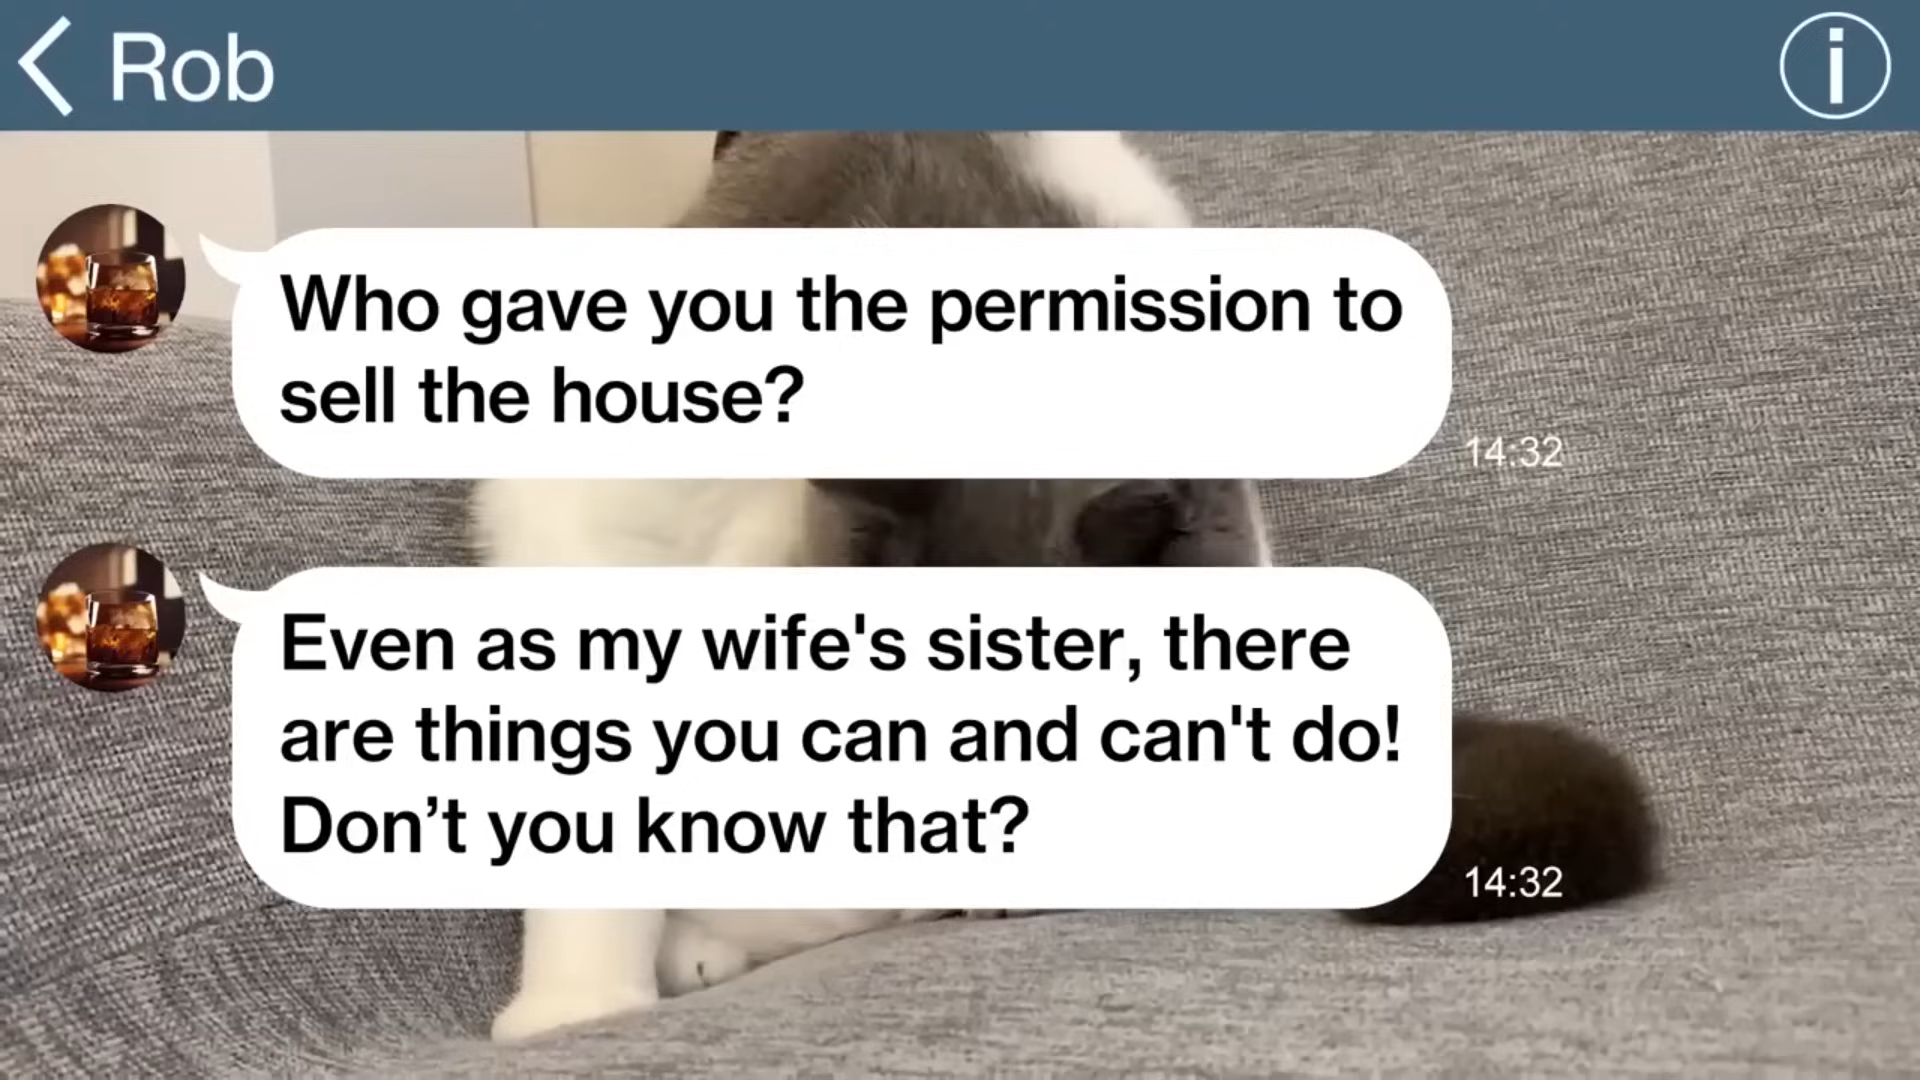 Rob
Who gave you the permission to
sell the house?
14:32
Even as my wife's sister, there
are things you can and can't do!
Don’t you know that?
14:32